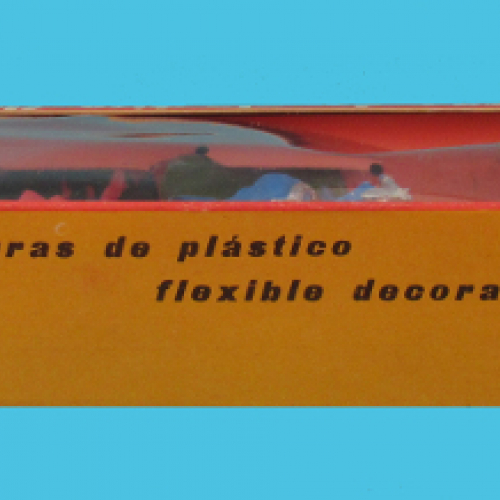 ras de plástico
flexible decora